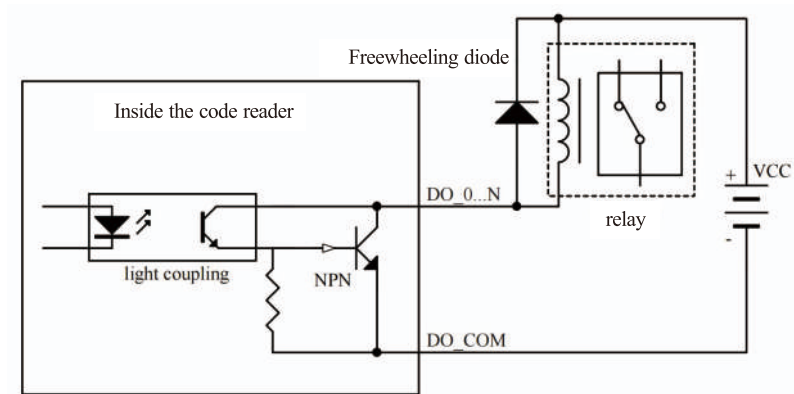 Freewheeling diode
Inside the code reader
+ VCC
DO_0...N
relay
-
light coupling
NPN
DO_COM